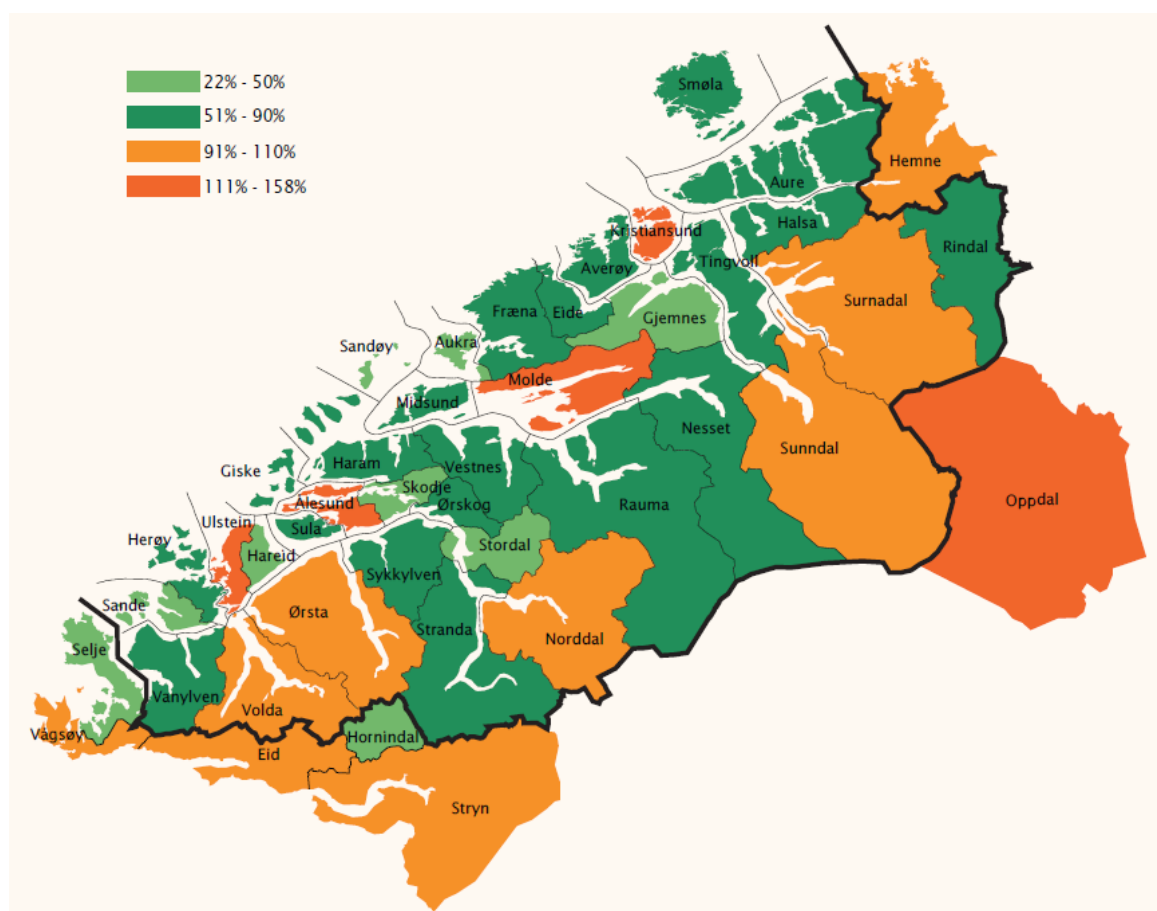 22% - 50%
51% - 90%
91% - 110%
111% - 158%
Smøla
Hemne
Aure
Halsa
Kristiansund
Rindal
Tingvoll
Averøy
Surnadal
Fræna
Eide
Gjemnes
Sandøy
Aukra
Molde
Midsund
Nesset
Sunndal
Giske
Haram
Vestnes
Skodje
Ørskog
Rauma
Oppdal
Ålesund
Ulstein
Sula
Herøy
Hareid
Stordal
Sykkylven
Sande
Ørsta
Stranda
Norddal
Selje
Vanylven
Volda
Vågsøy
Hornindal
Eid
Stryn